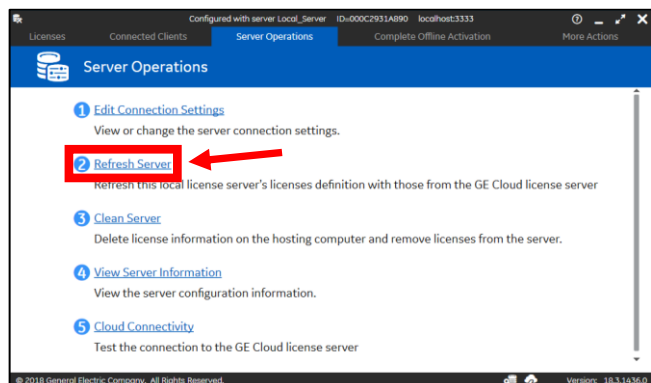 Configured with server Local_Server ID=000C2931A890 localhost:3333
Licenses Connected Clients Server Operations Complete Offline Activation More Actions
Server Operations
1 Edit Connection Settings
View or change the server connection settings.
2 Refresh Server
Refresh this local license server's licenses definition with those from the GE Cloud license server
3 Clean Server
Delete license information on the hosting computer and remove licenses from the server.
4 View Server Information
View the server configuration information.
5 Cloud Connectivity
Test the connection to the GE Cloud license server
© 2018 General Electric Company. All Rights Reserved. Version: 18.3.1436.0